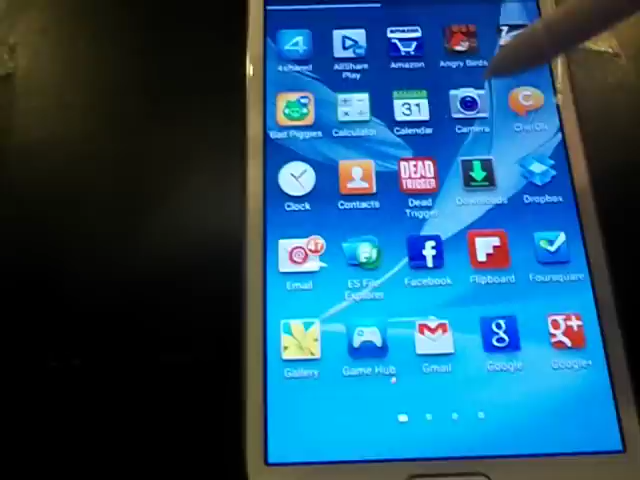 4shared
AllShare
Play
amazon
Amazon
Angry Birds
Bad Piggies
Calculator
31
Calendar
Camera
C
ChatON
Clock
Contacts
DEAD
TRIGGER
Dead
Trigger
Downloads
Dropbox
47
Email
ES File
Explorer
Facebook
Flipboard
Foursquare
Gallery
Game Hub
Gmail
g
Google
g+
Google+